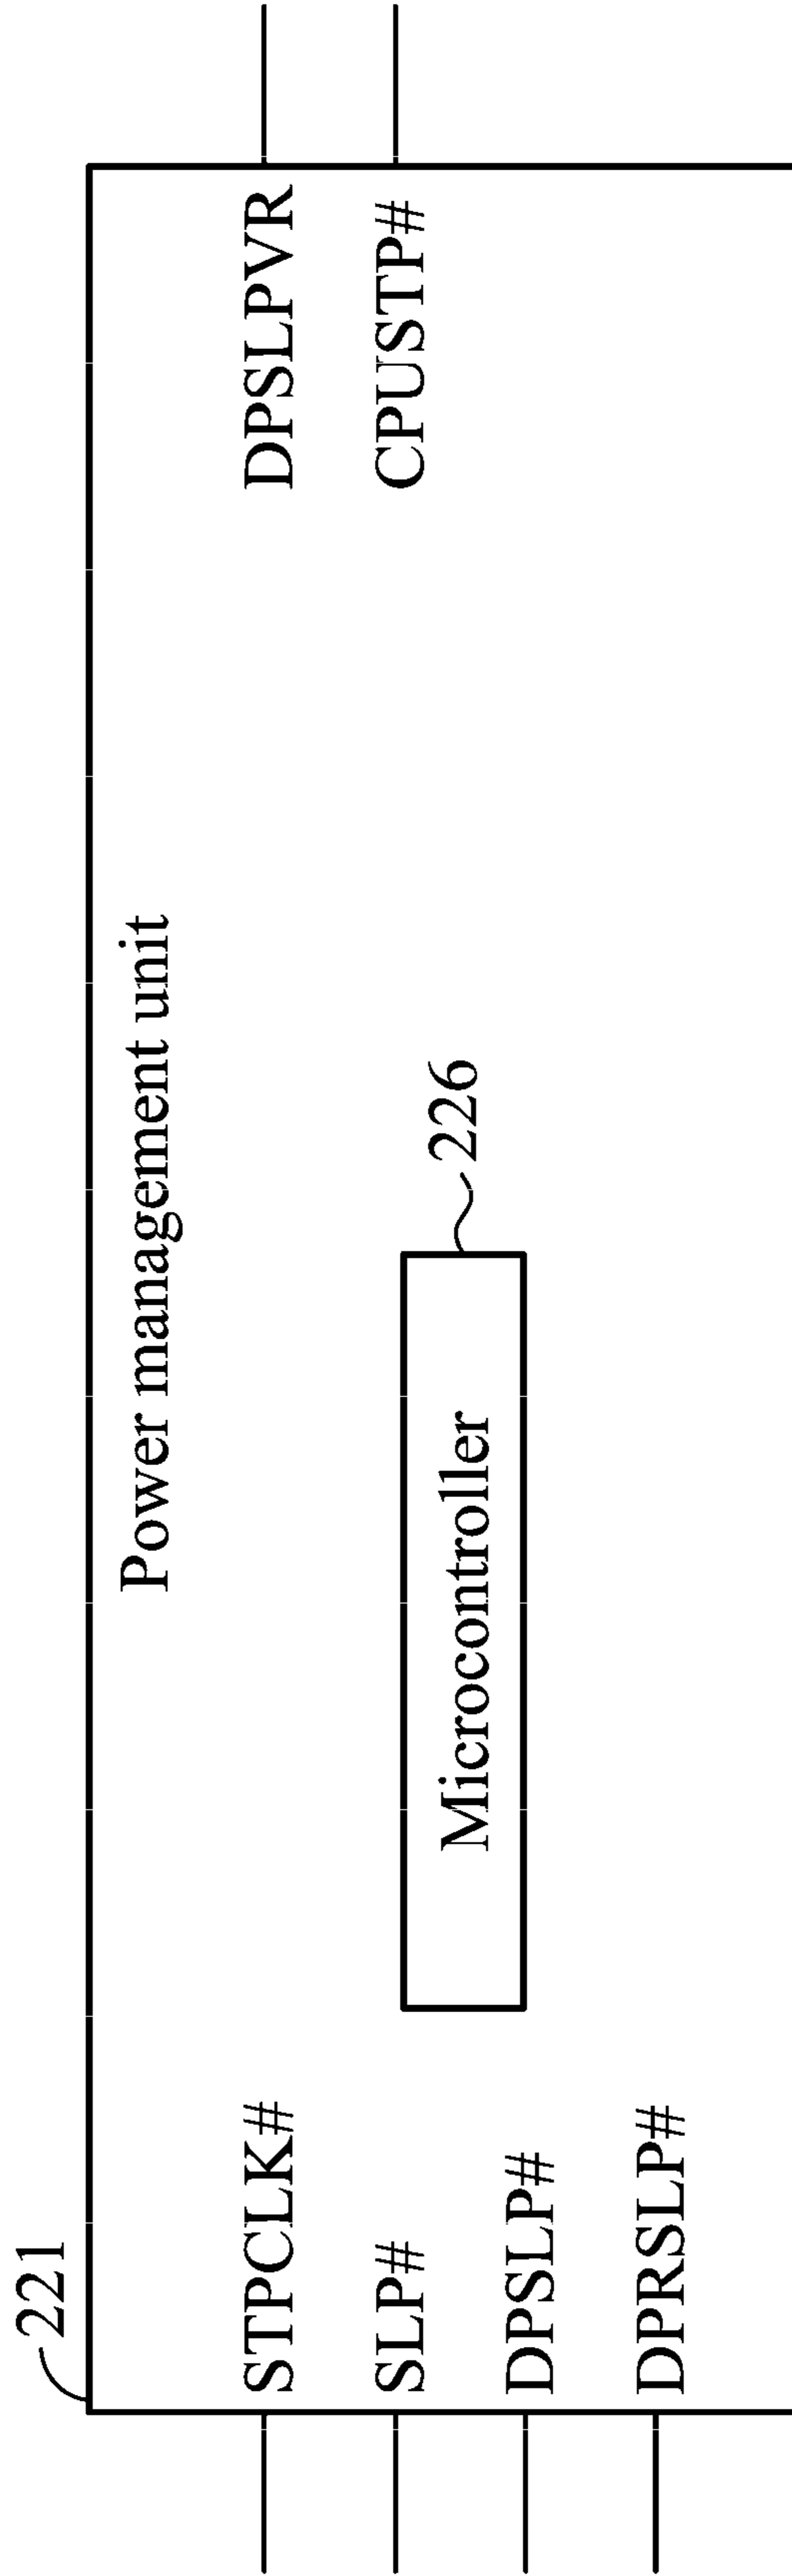 221
Power management unit
STPCLK#
DPSLPVR
SLP#
CPUSTP#
Microcontroller
226
DPSLP#
DPRSLP#